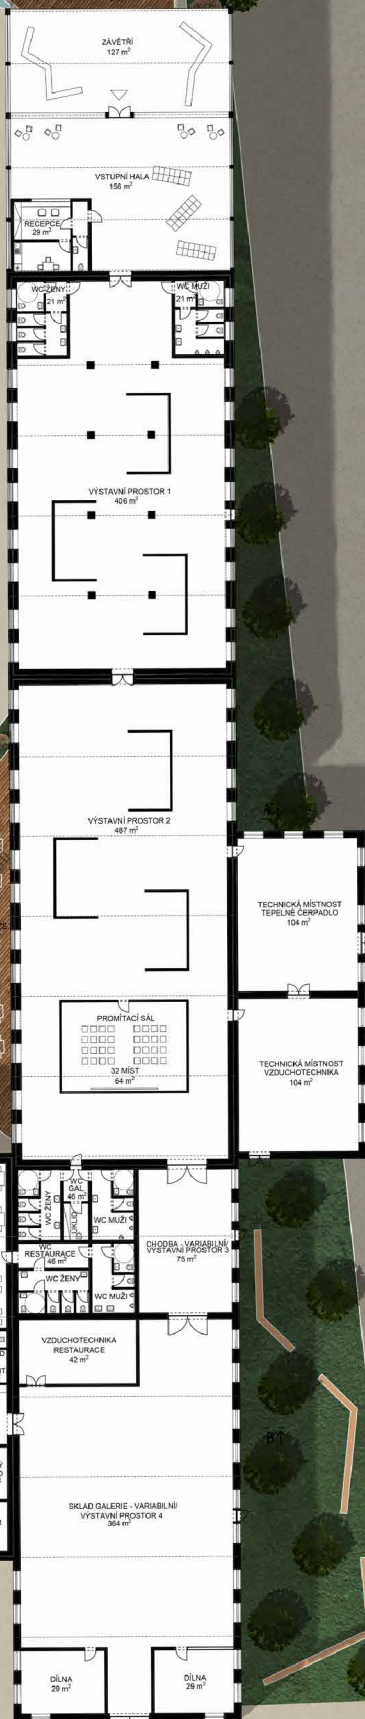 ZÁVĚTŘÍ
127 m²
VSTUPNÍ HALA
156 m²
RECEPCE
29 m²
WC ŽENY
21 m²
WC MUŽI
21 m²
VÝSTAVNÍ PROSTOR 1
406 m²
VÝSTAVNÍ PROSTOR 2
487 m²
TECHNICKÁ MÍSTNOST
TEPELNÉ ČERPADLO
104 m²
PROMÍTACÍ SÁL
32 MÍST
64 m²
TECHNICKÁ MÍSTNOST
VZDUCHOTECHNIKA
104 m²
WC
GAL
46 m²
WC ŽENY
ÚKLID
WC MUŽI
CHODBA - VARIABILNÍ
VÝSTAVNÍ PROSTOR 3
75 m²
WC
RESTAURACE
46 m²
WC ŽENY
WC MUŽI
VZDUCHOTECHNIKA
RESTAURACE
42 m²
SKLAD GALERIE - VARIABILNÍ
VÝSTAVNÍ PROSTOR 4
364 m²
DÍLNA
29 m²
DÍLNA
29 m²